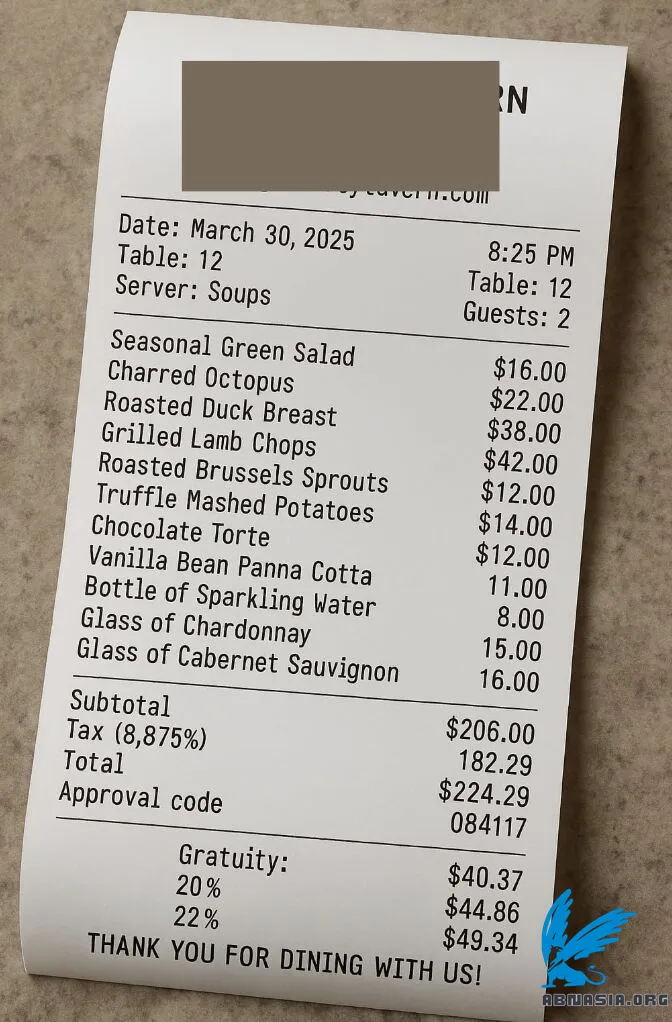 RN
Date: March 30, 2025 8:25 PM
Table: 12 Table: 12
Server: Soups Guests: 2
Seasonal Green Salad $16.00
Charred Octopus $22.00
Roasted Duck Breast $38.00
Grilled Lamb Chops $42.00
Roasted Brussels Sprouts $12.00
Truffle Mashed Potatoes $14.00
Chocolate Torte $12.00
Vanilla Bean Panna Cotta 11.00
Bottle of Sparkling Water 8.00
Glass of Chardonnay 15.00
Glass of Cabernet Sauvignon 16.00
Subtotal $206.00
Tax (8,875%) 182.29
Total $224.29
Approval code 084117
Gratuity: $40.37
20% $44.86
22% $49.34
THANK YOU FOR DINING WITH US!
ABNASIA.ORG